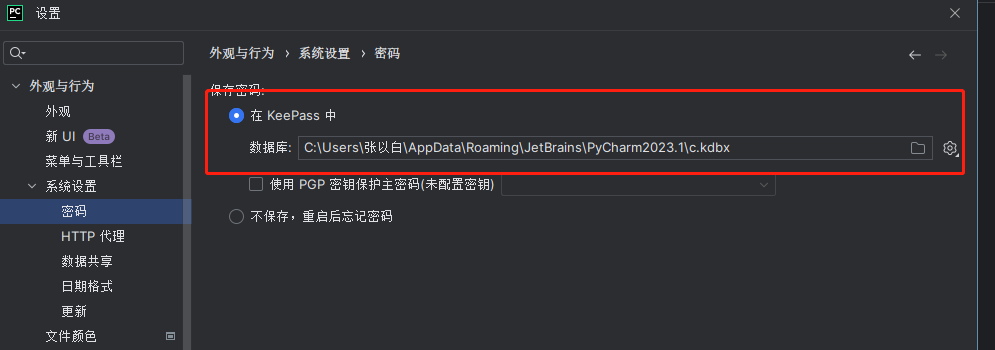 PC 设置
外观与行为 › 系统设置 › 密码
保存密码:
外观与行为
外观
新 UI Beta
菜单与工具栏
系统设置
密码
HTTP 代理
数据共享
日期格式
更新
文件颜色
在 KeePass 中
数据库: C:\Users\张以白\AppData\Roaming\JetBrains\PyCharm2023.1\c.kdbx
使用 PGP 密钥保护主密码(未配置密钥)
不保存，重启后忘记密码